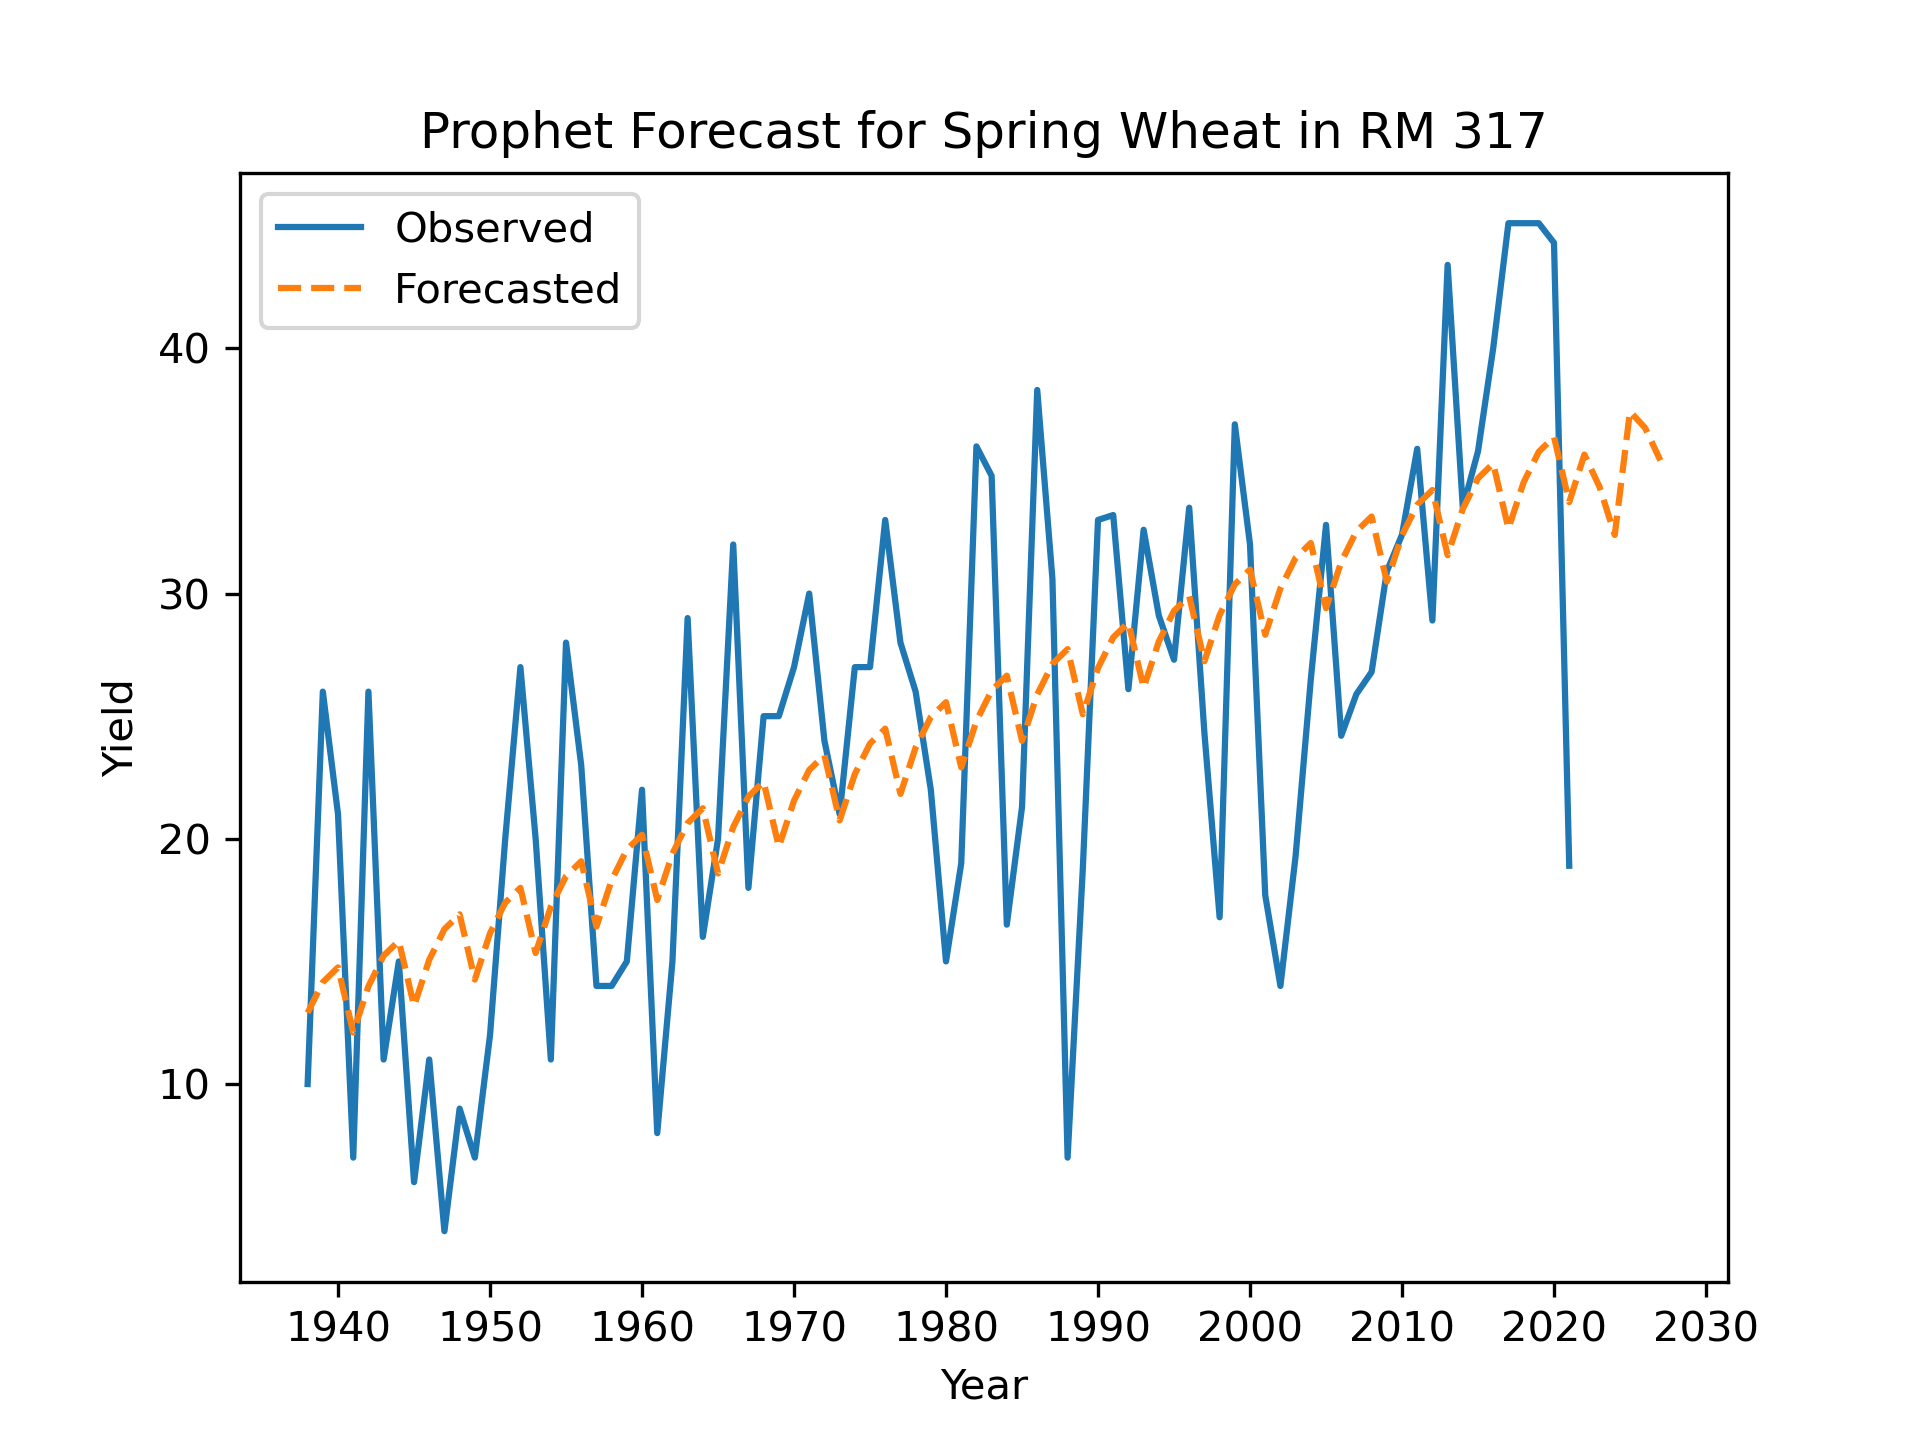 Prophet Forecast for Spring Wheat in RM 317
Observed
Forecasted
40
30
20
10
Yield
1940 1950 1960 1970 1980 1990 2000 2010 2020 2030
Year